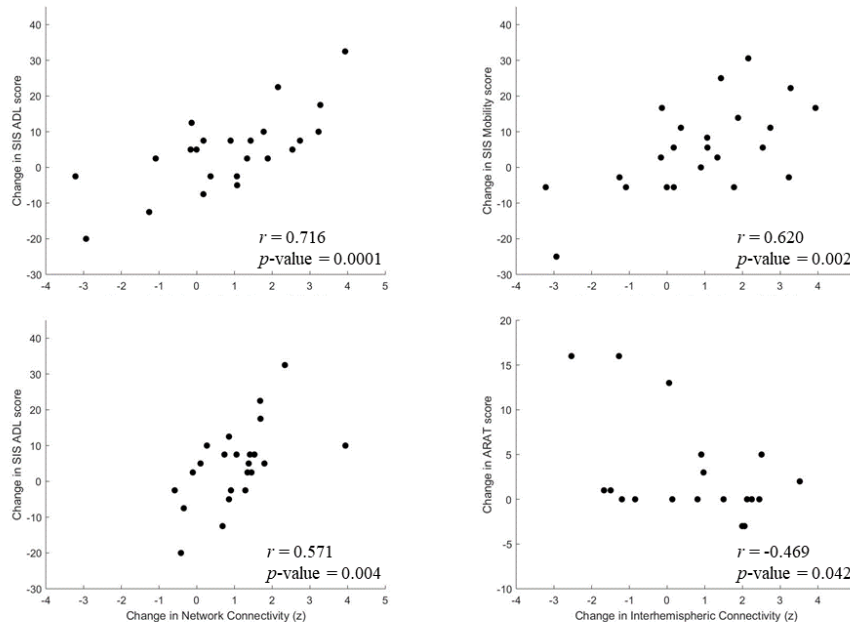 Change in SIS ADL score
40
30
20
10
0
-10
-20
-30
-4 -3 -2 -1 0 1 2 3 4 5
r = 0.716
p-value = 0.0001
Change in SIS Mobility score
40
30
20
10
0
-10
-20
-30
-4 -3 -2 -1 0 1 2 3 4
r = 0.620
p-value = 0.002
Change in SIS ADL score
40
30
20
10
0
-10
-20
-30
-4 -3 -2 -1 0 1 2 3 4 5
Change in Network Connectivity (z)
r = 0.571
p-value = 0.004
Change in ARAT score
20
15
10
5
0
-5
-10
-4 -3 -2 -1 0 1 2 3 4
Change in Interhemispheric Connectivity (z)
r = -0.469
p-value = 0.042